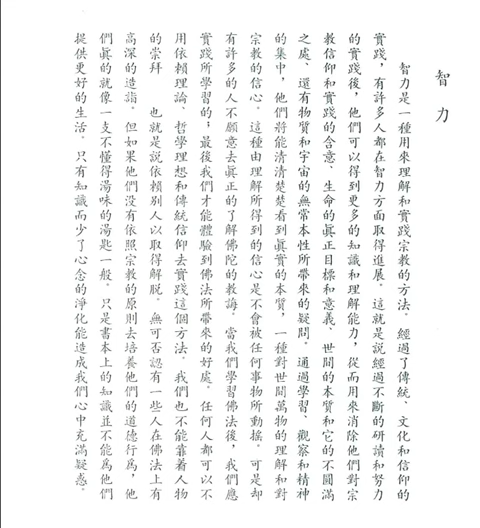 智力
智力是一種用來理解和實踐宗教的方法。經過了傳統、文化和信仰的
實踐，有許多人都在智力方面取得進展。這就是說經過不斷的研讀和努力
的實踐後，他們可以得到更多的知識和理解能力，從而用來消除他們對宗
教信仰和實踐的含意、生命的真正目標和意義、世間的本質和它的不圓滿
之處、還有物質和宇宙的無常本性所帶來的疑問。通過學習、觀察和精神
的集中，他們將能清清楚楚看到真實的本質，一種對世間萬物的理解和對
宗教的信心。這種由理解所得到的信心是不會被任何事物所動搖。可是却
有許多的人不願意去真正的了解佛陀的教誨。當我們學習佛法後，我們應
實踐所學習的；最後我們才能體驗到佛法所帶來的好處。任何人都可以不
用依賴理論。哲學理想和傳統信仰去實踐這個方法。我們也不能靠着人物
的崇拜　也就是說依賴別人以取得解脫。無可否認有一些人在佛法上有
高深的造詣。但如果他們沒有依照宗教的原則去培養他們的道德行為，他
們真的就像一支不懂得湯味的湯匙一般。只是書本上的知識並不能為他們
提供更好的生活。只有知識而少了心念的淨化能造成我們心中充滿疑惑。